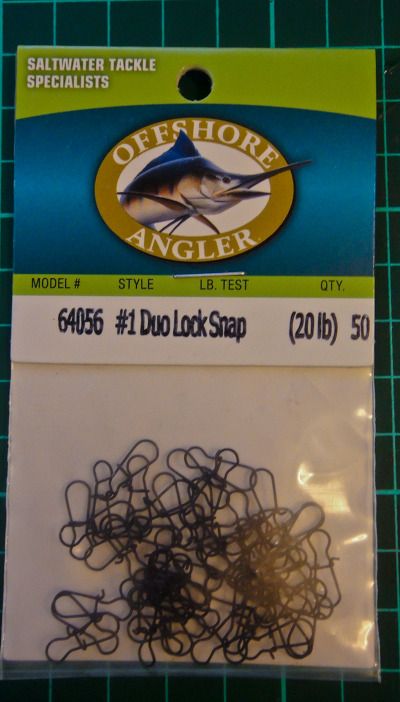 SALTWATER TACKLE
SPECIALISTS
OFFSHORE
ANGLER
MODEL # STYLE LB. TEST QTY.
64056 #1 Duo Lock Snap (20 lb) 50